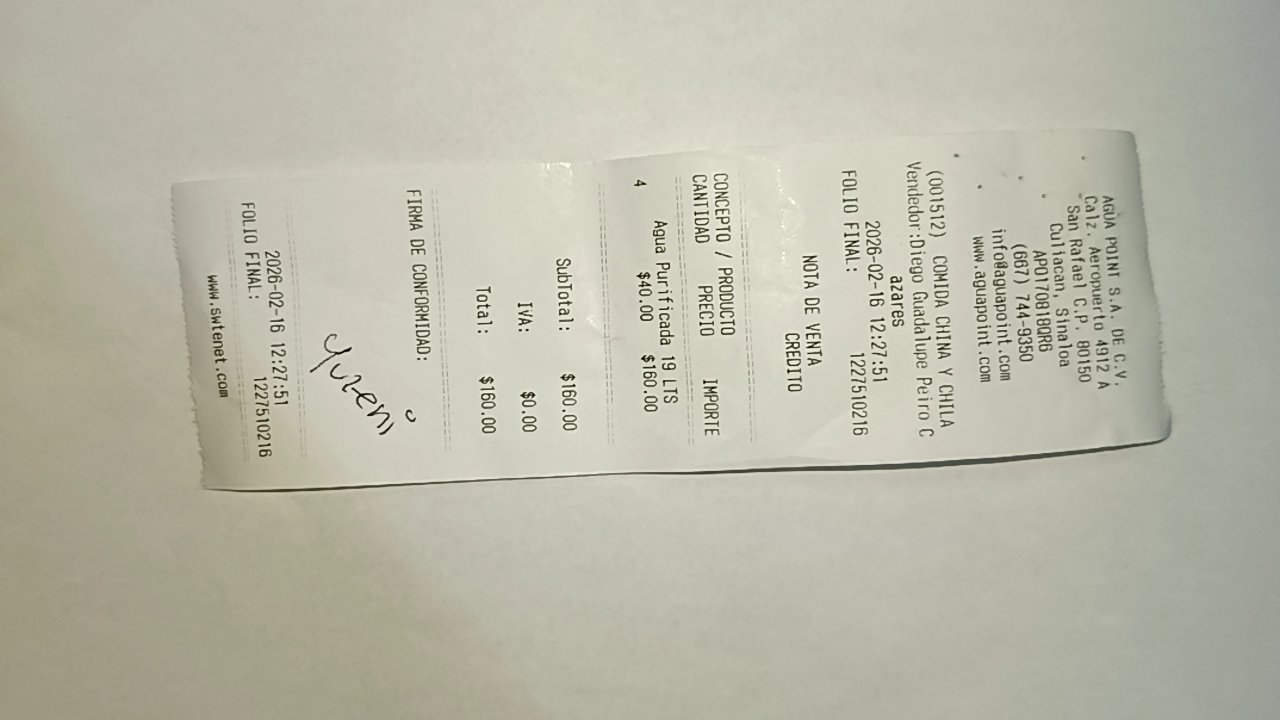 AGUA POINT S.A. DE C.V.
Calz. Aeropuerto 4912 A
San Rafael C.P. 80150
Culiacan, Sinaloa
APO170818QR6
(667) 744-9350
info@aguapoint.com
www.aguapoint.com
(001512) COMIDA CHINA Y CHILA
Vendedor:Diego Guadalupe Peiro C
azares
2026-02-16 12:27:51
FOLIO FINAL: 1227510216
NOTA DE VENTA
CREDITO
CONCEPTO / PRODUCTO
CANTIDAD PRECIO IMPORTE
Agua Purificada 19 LTS
4 $40.00 $160.00
SubTotal: $160.00
IVA: $0.00
Total: $160.00
FIRMA DE CONFORMIDAD:
Yuzeni
2026-02-16 12:27:51
FOLIO FINAL: 1227510216
www.swtenet.com